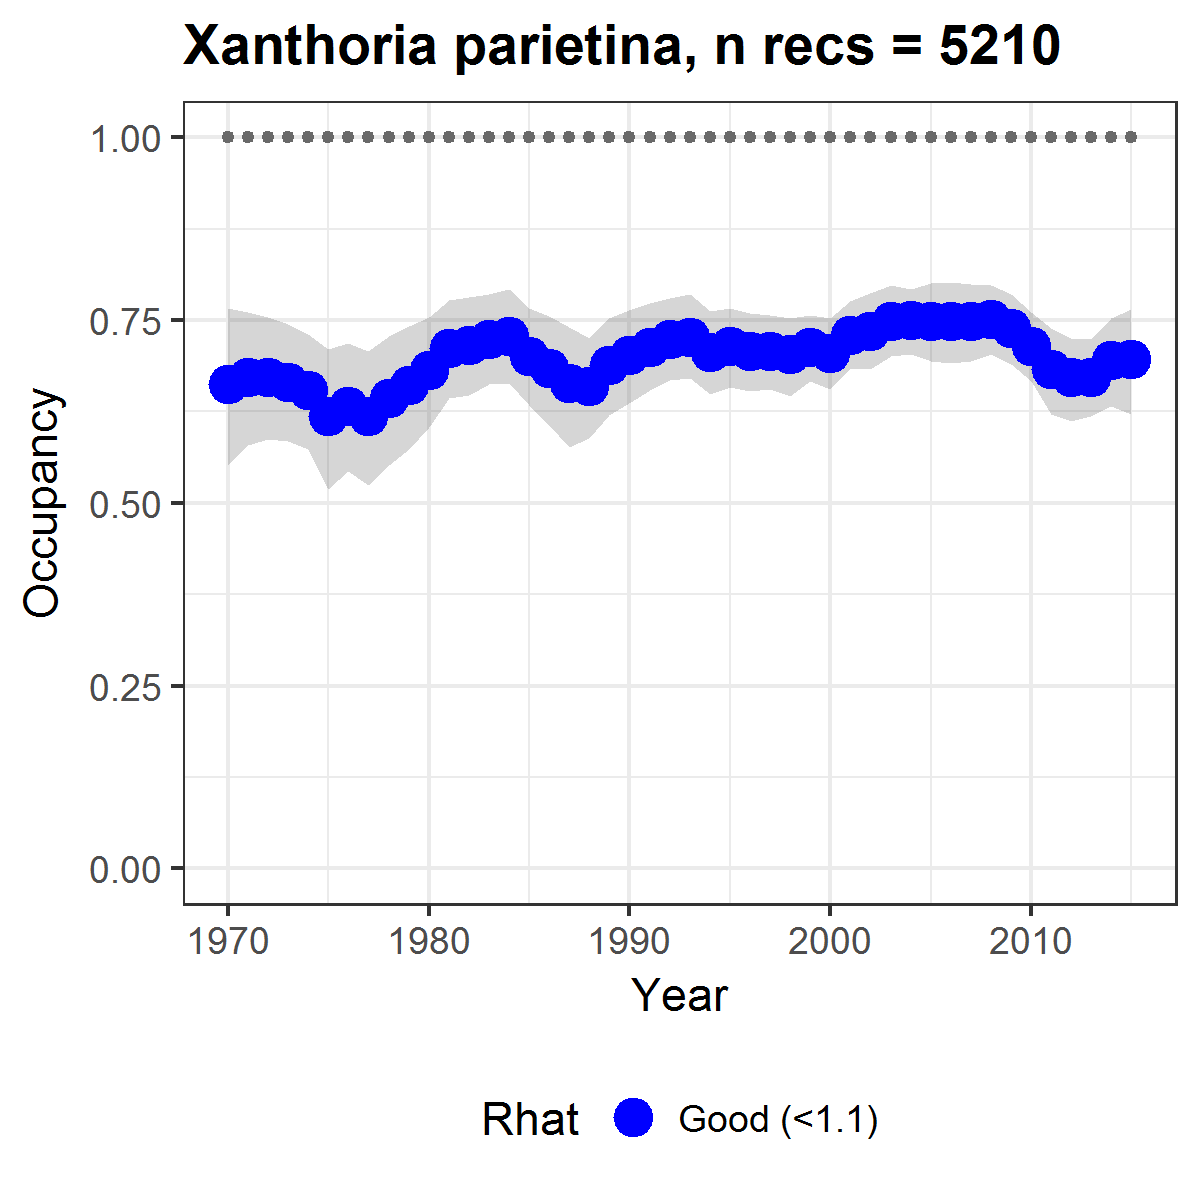 Xanthoria parietina, n recs = 5210
1.00
0.75
0.50
0.25
0.00
Occupancy
1970 1980 1990 2000 2010
Year
Rhat Good (<1.1)